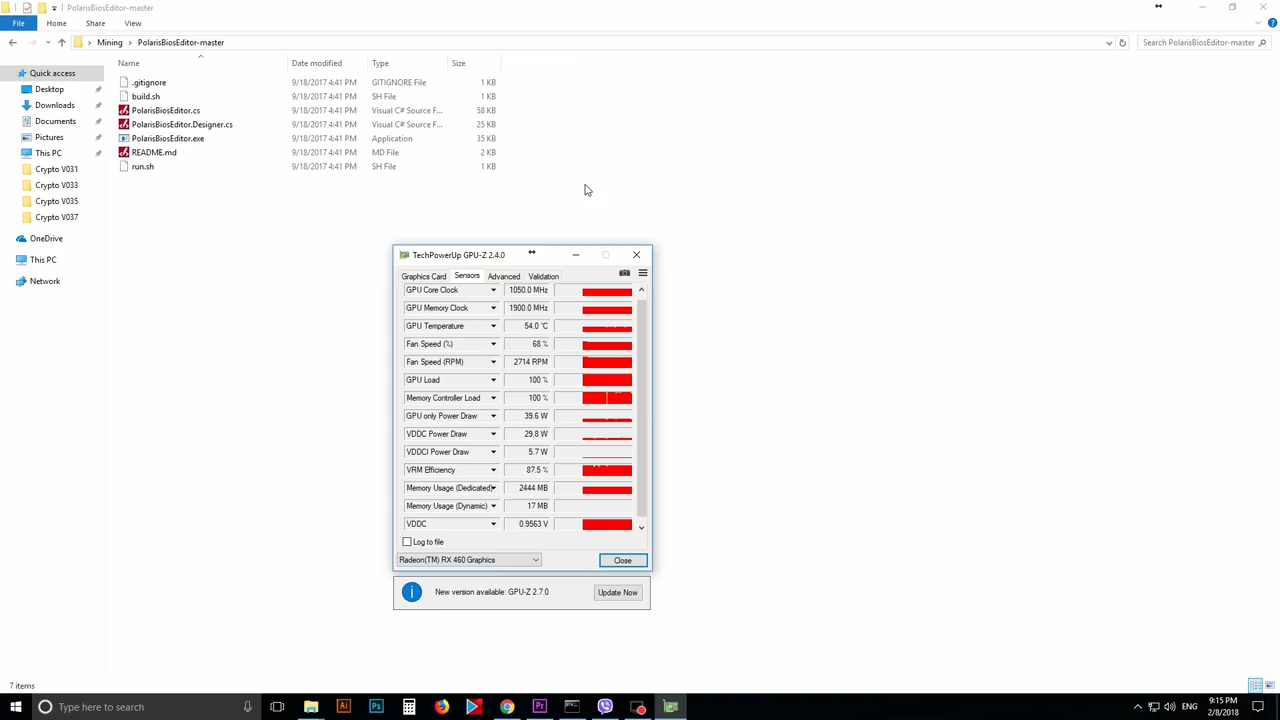 PolarisBiosEditor-master
File Home Share View
Mining PolarisBiosEditor-master Search PolarisBiosEditor-master
Name Date modified Type Size
Quick access
Desktop
Downloads
Documents
Pictures
This PC
Crypto V031
Crypto V033
Crypto V035
Crypto V037
OneDrive
This PC
Network
.gitignore 9/18/2017 4:41 PM GITIGNORE File 1 KB
build.sh 9/18/2017 4:41 PM SH File 1 KB
PolarisBiosEditor.cs 9/18/2017 4:41 PM Visual C# Source F... 58 KB
PolarisBiosEditor.Designer.cs 9/18/2017 4:41 PM Visual C# Source F... 25 KB
PolarisBiosEditor.exe 9/18/2017 4:41 PM Application 35 KB
README.md 9/18/2017 4:41 PM MD File 2 KB
run.sh 9/18/2017 4:41 PM SH File 1 KB
TechPowerUp GPU-Z 2.4.0
Graphics Card Sensors Advanced Validation
GPU Core Clock 1050.0 MHz
GPU Memory Clock 1900.0 MHz
GPU Temperature 54.0 °C
Fan Speed (%) 68 %
Fan Speed (RPM) 2714 RPM
GPU Load 100 %
Memory Controller Load 100 %
GPU only Power Draw 39.6 W
VDDC Power Draw 29.8 W
VDDCI Power Draw 5.7 W
VRM Efficiency 87.5 %
Memory Usage (Dedicated) 2444 MB
Memory Usage (Dynamic) 17 MB
VDDC 0.9563 V
Log to file
Radeon(TM) RX 460 Graphics Close
New version available: GPU-Z 2.7.0 Update Now
7 items
Type here to search
ENG
9:15 PM
2/8/2018